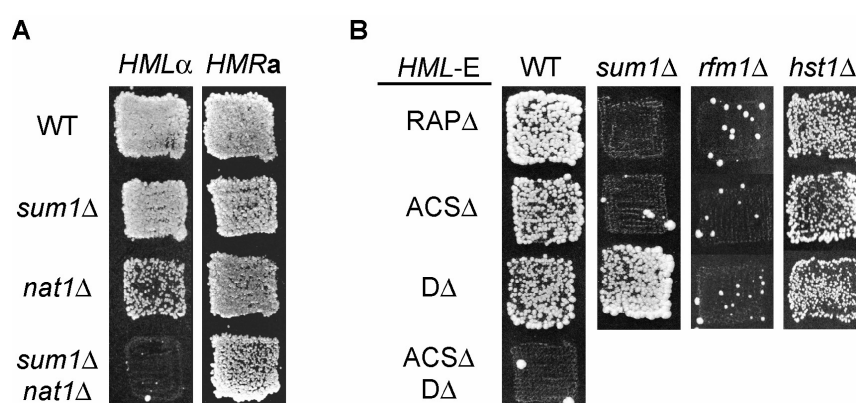 A
HMLα HMRa
WT
sum1Δ
nat1Δ
sum1Δ
nat1Δ
B
HML-E WT sum1Δ rfm1Δ hst1Δ
RAPΔ
ACSΔ
DΔ
ACSΔ
DΔ